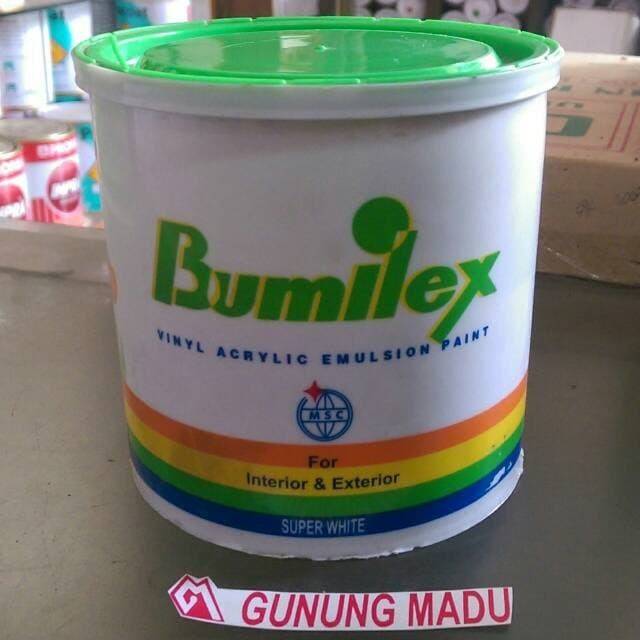 Bumilex
VINYL ACRYLIC EMULSION PAINT
MSC
For
Interior & Exterior
SUPER WHITE
GUNUNG MADU